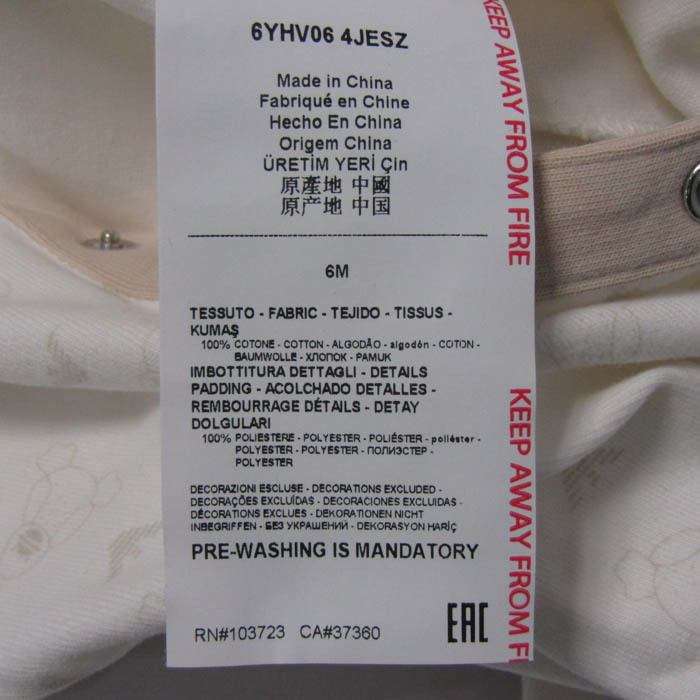 6YHV06 4JESZ
Made in China
Fabriqué en Chine
Hecho En China
Origem China
ÜRETİM YERİ Çin
原產地 中國
原产地 中国
6M
TESSUTO - FABRIC - TEJIDO - TISSUS -
KUMAŞ
100% COTONE - COTTON - ALGODÃO - algodón - COTON -
BAUMWOLLE - ХЛОПОК - PAMUK
IMBOTTITURA DETTAGLI - DETAILS
PADDING - ACOLCHADO DETALLES -
REMBOURRAGE DÉTAILS - DETAY
DOLGULARI
100% POLIESTERE - POLYESTER - POLIÉSTER - poliéster -
POLYESTER - POLYESTER - ПОЛИЭСТЕР -
POLYESTER
DECORAZIONI ESCLUSE - DECORATIONS EXCLUDED -
DECORAÇÕES EXCLUÍDAS - DECORACIONES EXCLUIDAS -
DÉCORATIONS EXCLUES - DEKORATIONEN NICHT
INBEGRIFFEN - БЕЗ УКРАШЕНИЙ - DEKORASYON HARİÇ
PRE-WASHING IS MANDATORY
RN#103723 CA#37360
EAC
KEEP AWAY FROM FIRE
KEEP AWAY FROM FI